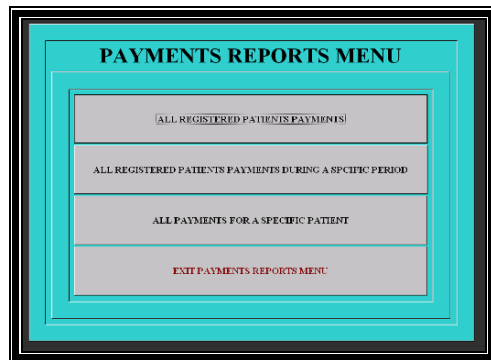 PAYMENTS REPORTS MENU
ALL REGISTERED PATIENTS PAYMENTS
ALL REGISTERED PATIENTS PAYMENTS DURING A SPCIFIC PERIOD
ALL PAYMENTS FOR A SPECIFIC PATIENT
EXIT PAYMENTS REPORTS MENU